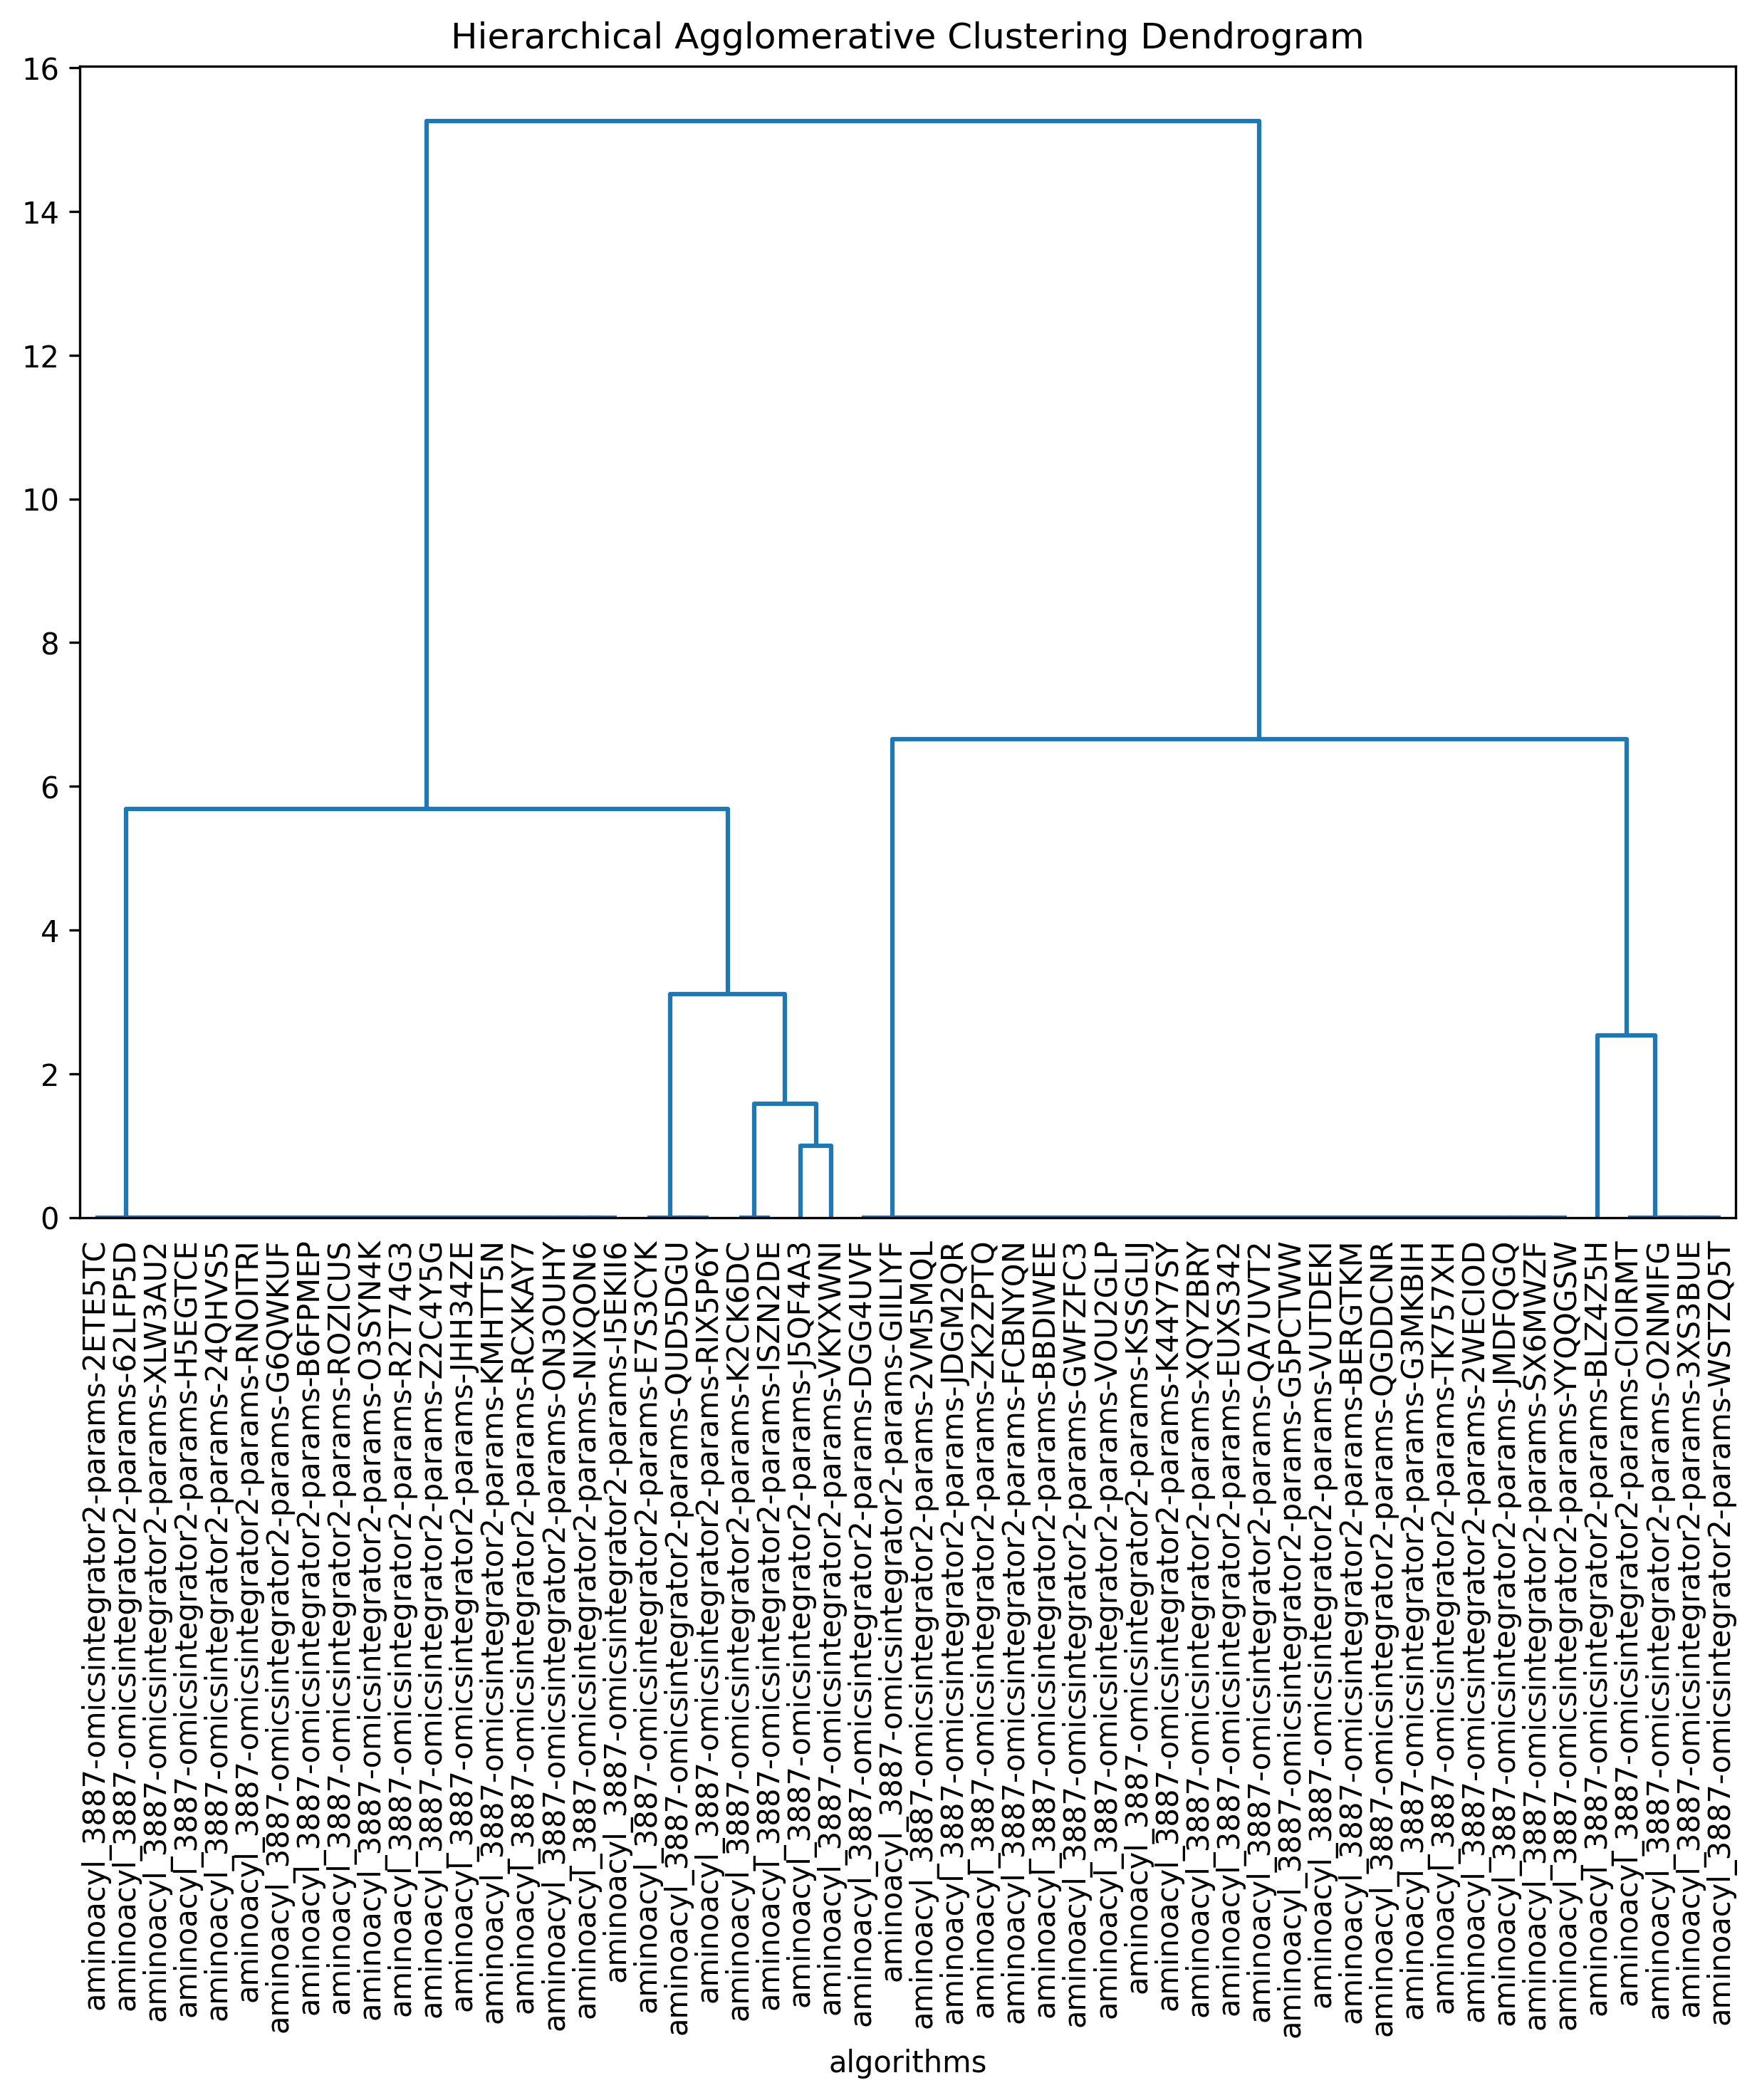 Hierarchical Agglomerative Clustering Dendrogram
16
14
12
10
8
6
4
2
0
aminoacyl_3887-omicsintegrator2-params-2ETE5TC
aminoacyl_3887-omicsintegrator2-params-62LFP5D
aminoacyl_3887-omicsintegrator2-params-XLW3AU2
aminoacyl_3887-omicsintegrator2-params-H5EGTCE
aminoacyl_3887-omicsintegrator2-params-24QHVS5
aminoacyl_3887-omicsintegrator2-params-RNOITRI
aminoacyl_3887-omicsintegrator2-params-G6QWKUF
aminoacyl_3887-omicsintegrator2-params-B6FPMEP
aminoacyl_3887-omicsintegrator2-params-ROZICUS
aminoacyl_3887-omicsintegrator2-params-O3SYN4K
aminoacyl_3887-omicsintegrator2-params-R2T74G3
aminoacyl_3887-omicsintegrator2-params-Z2C4Y5G
aminoacyl_3887-omicsintegrator2-params-JHH34ZE
aminoacyl_3887-omicsintegrator2-params-KMHTT5N
aminoacyl_3887-omicsintegrator2-params-RCXKAY7
aminoacyl_3887-omicsintegrator2-params-ON3OUHY
aminoacyl_3887-omicsintegrator2-params-NIXQON6
aminoacyl_3887-omicsintegrator2-params-I5EKII6
aminoacyl_3887-omicsintegrator2-params-E7S3CYK
aminoacyl_3887-omicsintegrator2-params-QUD5DGU
aminoacyl_3887-omicsintegrator2-params-RIX5P6Y
aminoacyl_3887-omicsintegrator2-params-K2CK6DC
aminoacyl_3887-omicsintegrator2-params-ISZN2DE
aminoacyl_3887-omicsintegrator2-params-J5QF4A3
aminoacyl_3887-omicsintegrator2-params-VKYXWNI
aminoacyl_3887-omicsintegrator2-params-DGG4UVF
aminoacyl_3887-omicsintegrator2-params-GIILIYF
aminoacyl_3887-omicsintegrator2-params-2VM5MQL
aminoacyl_3887-omicsintegrator2-params-JDGM2QR
aminoacyl_3887-omicsintegrator2-params-ZK2ZPTQ
aminoacyl_3887-omicsintegrator2-params-FCBNYQN
aminoacyl_3887-omicsintegrator2-params-BBDIWEE
aminoacyl_3887-omicsintegrator2-params-GWFZFC3
aminoacyl_3887-omicsintegrator2-params-VOU2GLP
aminoacyl_3887-omicsintegrator2-params-KSSGLIJ
aminoacyl_3887-omicsintegrator2-params-K44Y7SY
aminoacyl_3887-omicsintegrator2-params-XQYZBRY
aminoacyl_3887-omicsintegrator2-params-EUXS342
aminoacyl_3887-omicsintegrator2-params-QA7UVT2
aminoacyl_3887-omicsintegrator2-params-G5PCTWW
aminoacyl_3887-omicsintegrator2-params-VUTDEKI
aminoacyl_3887-omicsintegrator2-params-BERGTKM
aminoacyl_3887-omicsintegrator2-params-QGDDCNR
aminoacyl_3887-omicsintegrator2-params-G3MKBIH
aminoacyl_3887-omicsintegrator2-params-TK757XH
aminoacyl_3887-omicsintegrator2-params-2WECIOD
aminoacyl_3887-omicsintegrator2-params-JMDFQGQ
aminoacyl_3887-omicsintegrator2-params-SX6MWZF
aminoacyl_3887-omicsintegrator2-params-YYQQGSW
aminoacyl_3887-omicsintegrator2-params-BLZ4Z5H
aminoacyl_3887-omicsintegrator2-params-CIOIRMT
aminoacyl_3887-omicsintegrator2-params-O2NMIFG
aminoacyl_3887-omicsintegrator2-params-3XS3BUE
aminoacyl_3887-omicsintegrator2-params-WSTZQ5T
algorithms